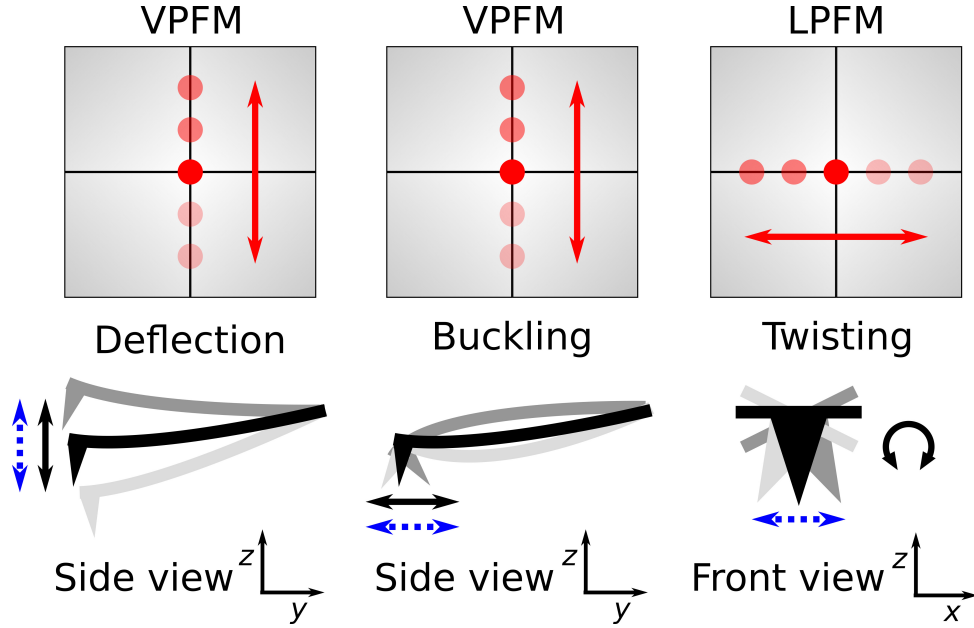 VPFM
VPFM
LPFM
Deflection
Buckling
Twisting
Side view
z
y
Side view
z
y
Front view
z
x